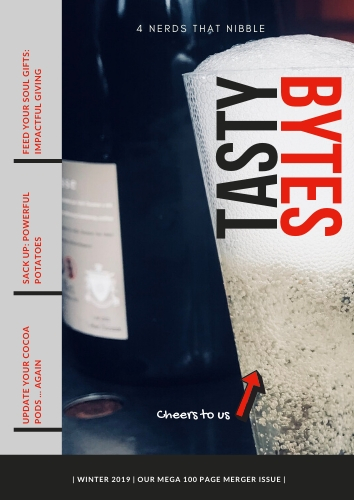 4 NERDS THAT NIBBLE
TASTY
BYTES
FEED YOUR SOUL GIFTS:
IMPACTFUL GIVING
SACK UP: POWERFUL
POTATOES
UPDATE YOUR COCOA
PODS ... AGAIN
Cheers to us
| WINTER 2019 | OUR MEGA 100 PAGE MERGER ISSUE |